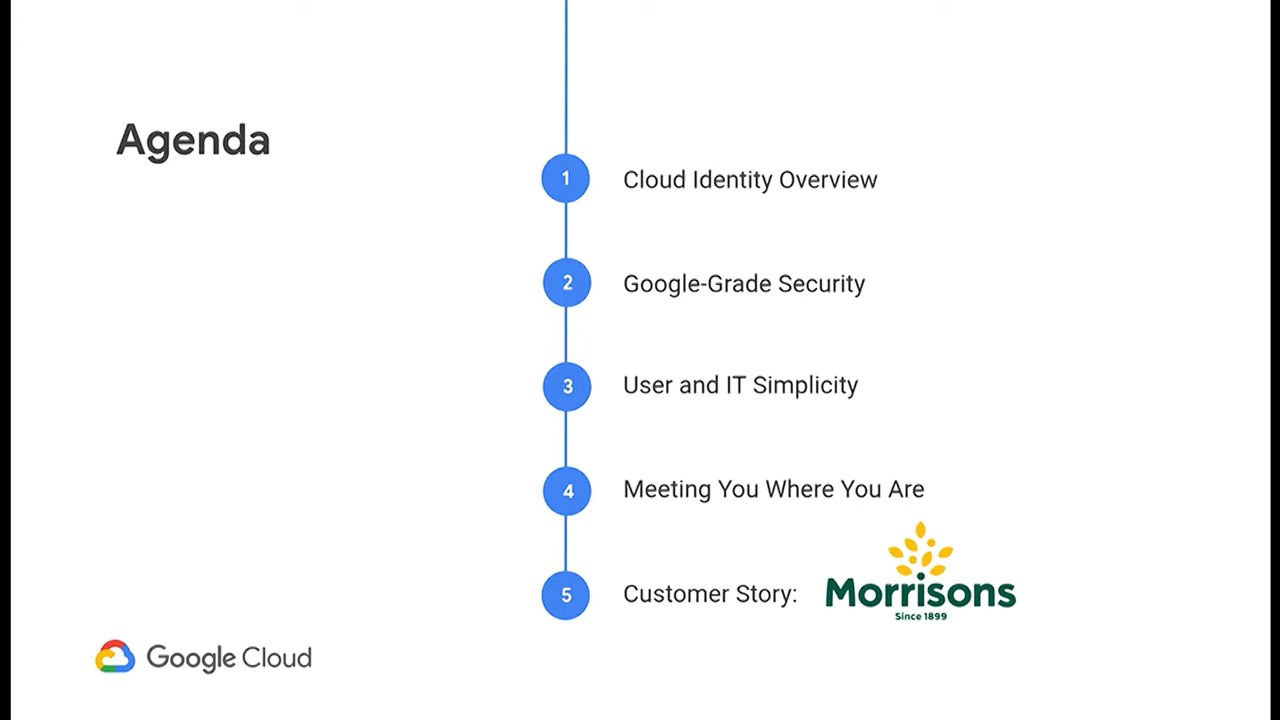 Agenda
1 Cloud Identity Overview
2 Google-Grade Security
3 User and IT Simplicity
4 Meeting You Where You Are
5 Customer Story: Morrisons
Since 1899
Google Cloud